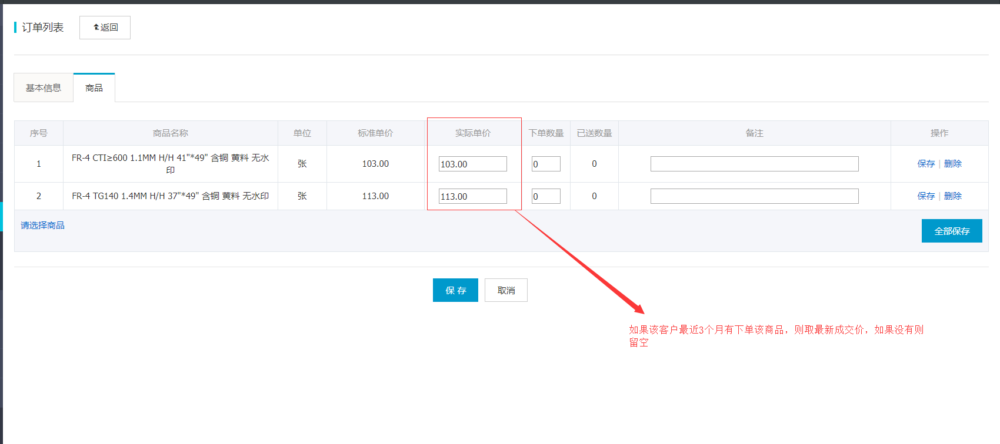 订单列表
返回
基本信息
商品
序号 商品名称 单位 标准单价 实际单价 下单数量 已送数量 备注 操作
1 FR-4 CTI≥600 1.1MM H/H 41"*49" 含铜 黄料 无水
印 张 103.00 103.00 0 0 保存 | 删除
2 FR-4 TG140 1.4MM H/H 37"*49" 含铜 黄料 无水印 张 113.00 113.00 0 0 保存 | 删除
请选择商品
全部保存
保 存
取消
如果该客户最近3个月有下单该商品，则取最新成交价，如果没有则
留空